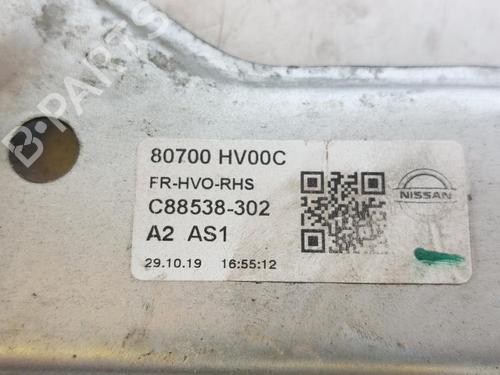 B-PARTS
80700 HV00C
FR-HVO-RHS
C88538-302
A2 AS1
29.10.19 16:55:12
NISSAN